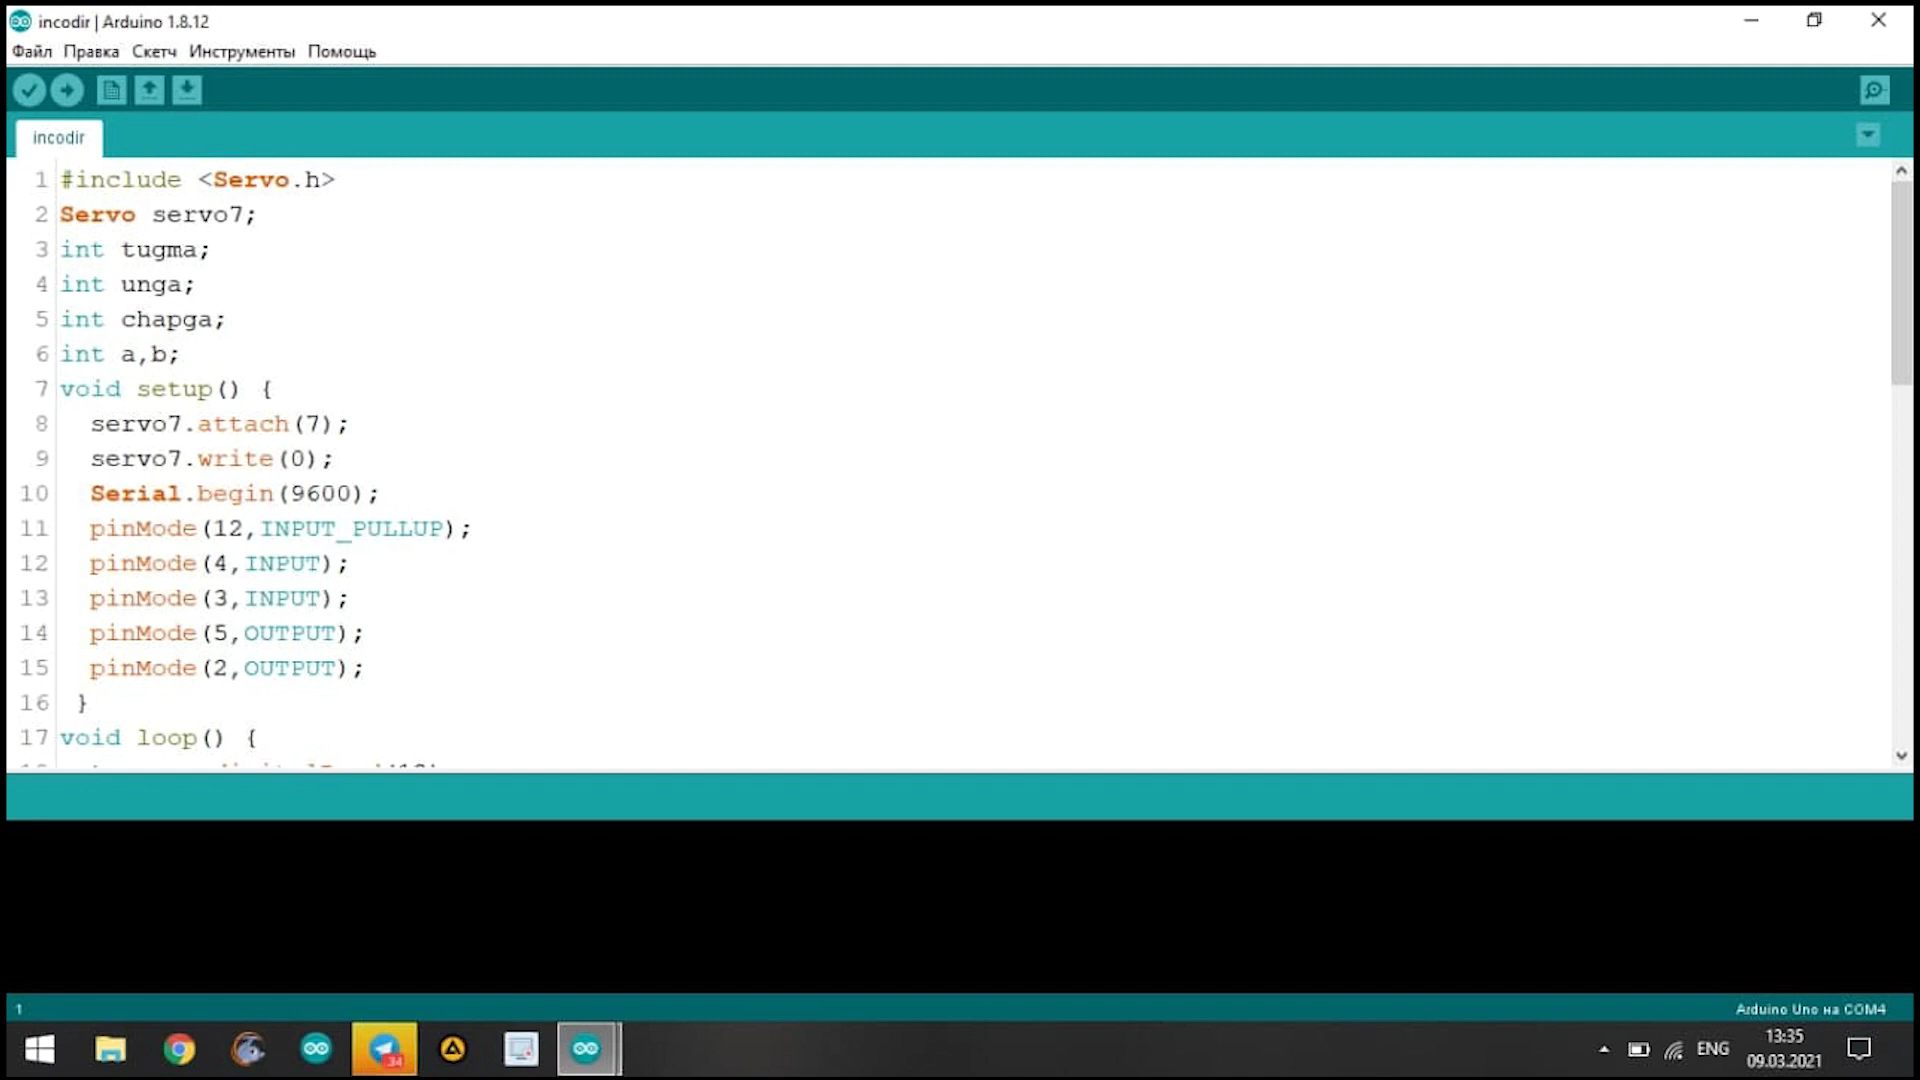 incodir | Arduino 1.8.12
Файл Правка Скетч Инструменты Помощь
incodir
1 #include <Servo.h>
2 Servo servo7;
3 int tugma;
4 int unga;
5 int chapga;
6 int a,b;
7 void setup() {
8 servo7.attach(7);
9 servo7.write(0);
10 Serial.begin(9600);
11 pinMode(12,INPUT_PULLUP);
12 pinMode(4,INPUT);
13 pinMode(3,INPUT);
14 pinMode(5,OUTPUT);
15 pinMode(2,OUTPUT);
16 }
17 void loop() {
1
Arduino Uno на COM4
34
ENG
13:35
09.03.2021